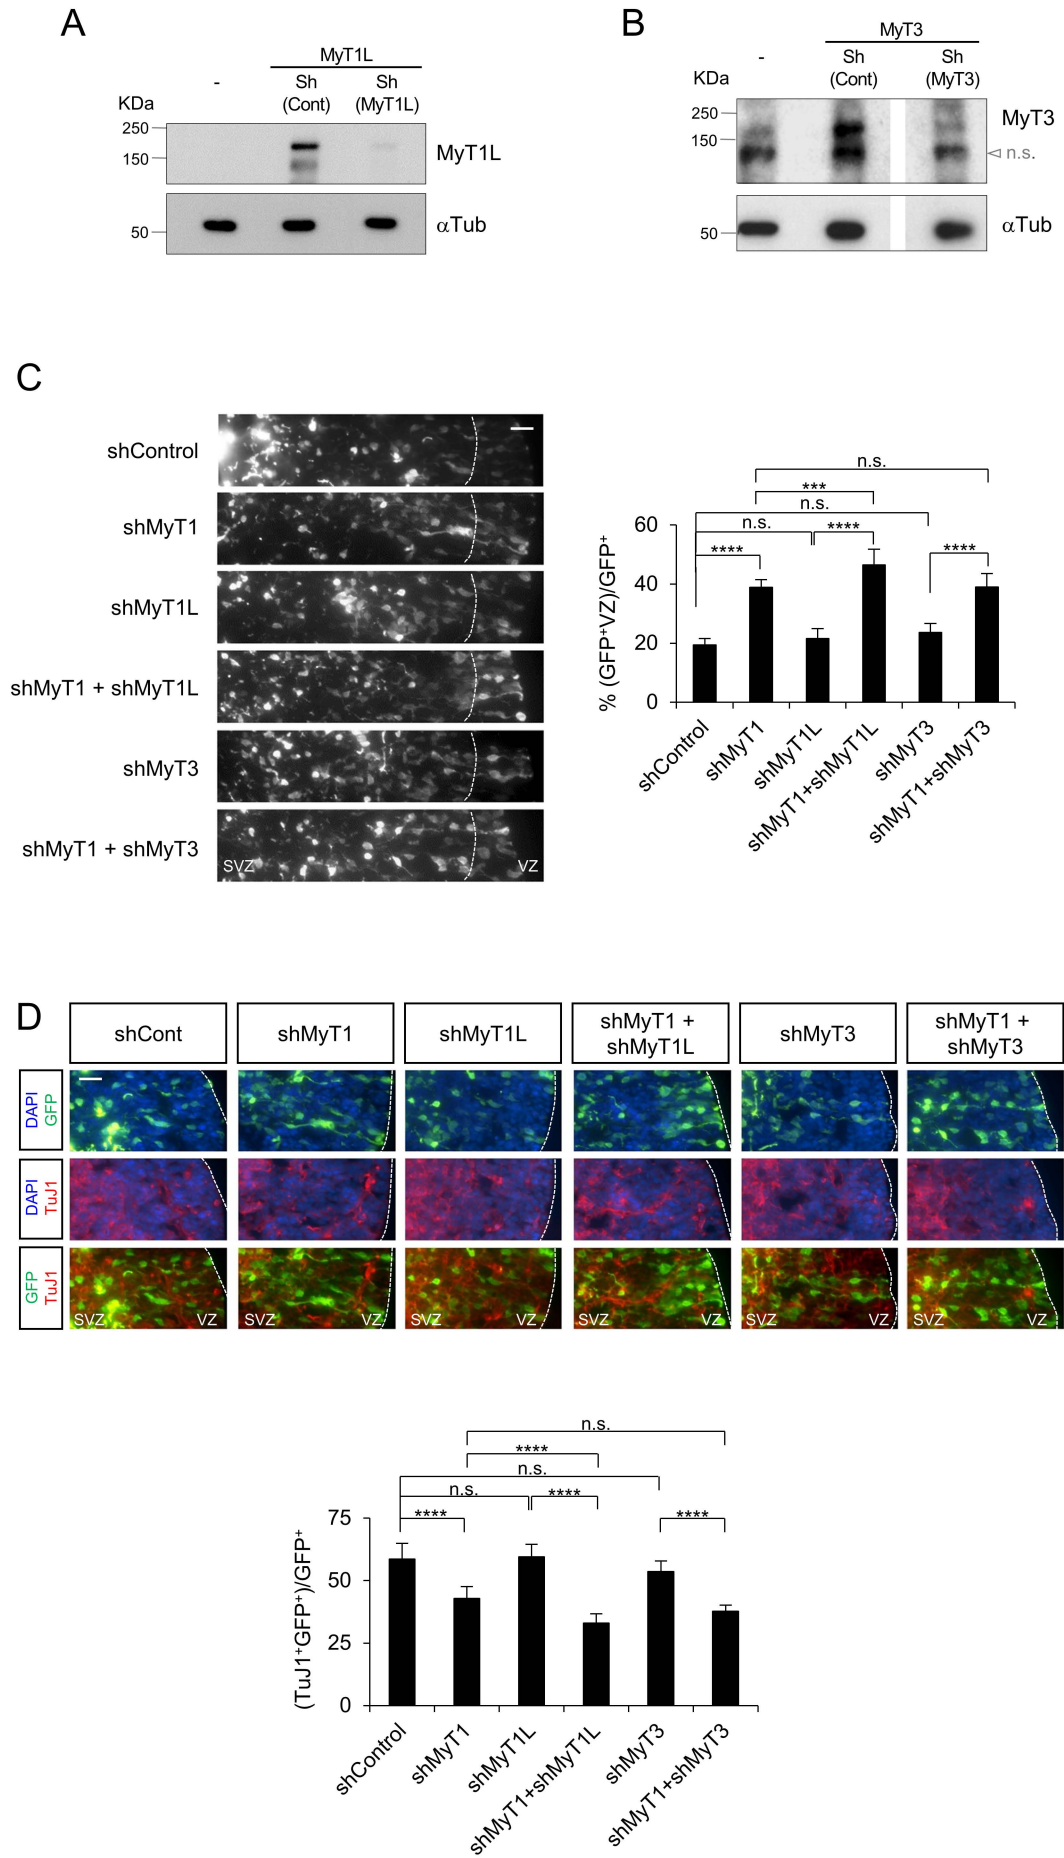 A
MyT1L
-
Sh
(Cont)
Sh
(MyT1L)
KDa
250
150
MyT1L
50
αTub
B
MyT3
-
Sh
(Cont)
Sh
(MyT3)
KDa
250
150
MyT3
n.s.
50
αTub
C
shControl
shMyT1
shMyT1L
shMyT1 + shMyT1L
shMyT3
shMyT1 + shMyT3
SVZ
VZ
n.s.
***
n.s.
n.s.
****
****
****
% (GFP⁺VZ)/GFP⁺
60
40
20
0
shControl
shMyT1
shMyT1L
shMyT1+shMyT1L
shMyT3
shMyT1+shMyT3
D
shCont
shMyT1
shMyT1L
shMyT1 +
shMyT1L
shMyT3
shMyT1 +
shMyT3
DAPI
GFP
DAPI
TuJ1
GFP
TuJ1
SVZ VZ
SVZ VZ
SVZ VZ
SVZ VZ
SVZ VZ
SVZ VZ
n.s.
****
n.s.
n.s.
****
****
****
(TuJ1⁺GFP⁺)/GFP⁺
75
50
25
0
shControl
shMyT1
shMyT1L
shMyT1+shMyT1L
shMyT3
shMyT1+shMyT3